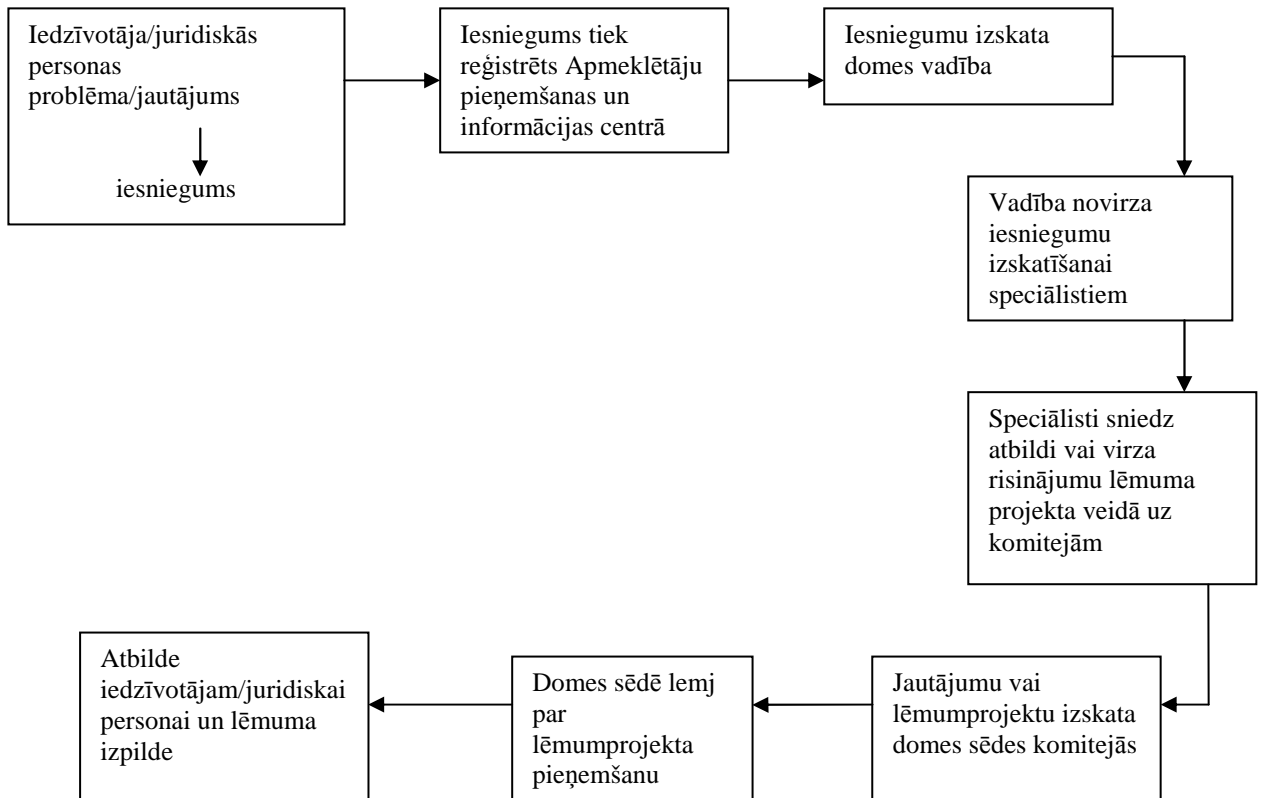 Iedzīvotāja/juridiskās
personas
problēma/jautājums
iesniegums
Iesniegums tiek
reģistrēts Apmeklētāju
pieņemšanas un
informācijas centrā
Iesniegumu izskata
domes vadība
Vadība novirza
iesniegumu
izskatīšanai
speciālistiem
Speciālisti sniedz
atbildi vai virza
risinājumu lēmuma
projekta veidā uz
komitejām
Jautājumu vai
lēmumprojektu izskata
domes sēdes komitejās
Domes sēdē lemj
par
lēmumprojekta
pieņemšanu
Atbilde
iedzīvotājam/juridiskai
personai un lēmuma
izpilde